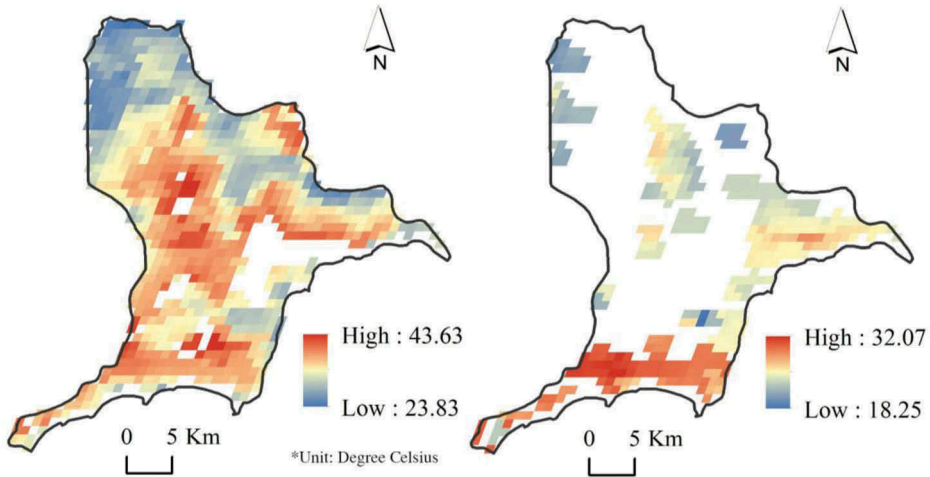 N
N
High : 43.63
Low : 23.83
0 5 Km
*Unit: Degree Celsius
High : 32.07
Low : 18.25
0 5 Km